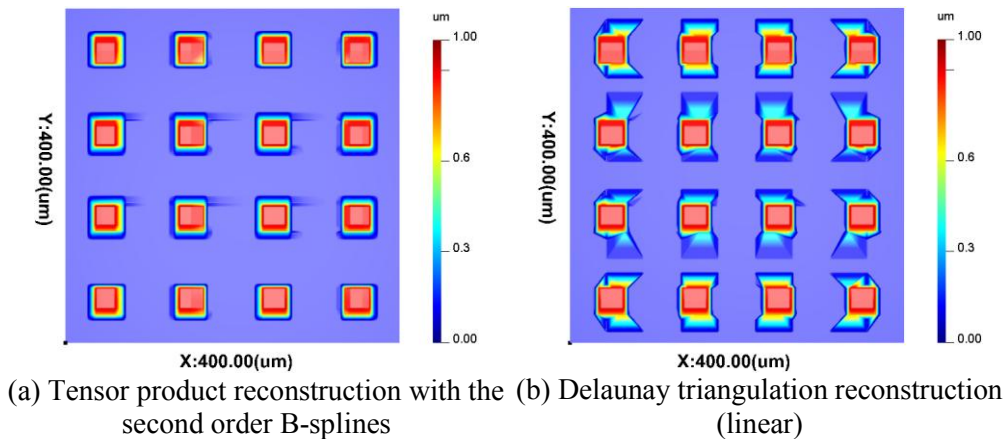 um
1.00
0.6
0.3
0.00
Y:400.00(um)
X:400.00(um)
um
1.00
0.6
0.3
0.00
Y:400.00(um)
X:400.00(um)
(a) Tensor product reconstruction with the
second order B-splines
(b) Delaunay triangulation reconstruction
(linear)